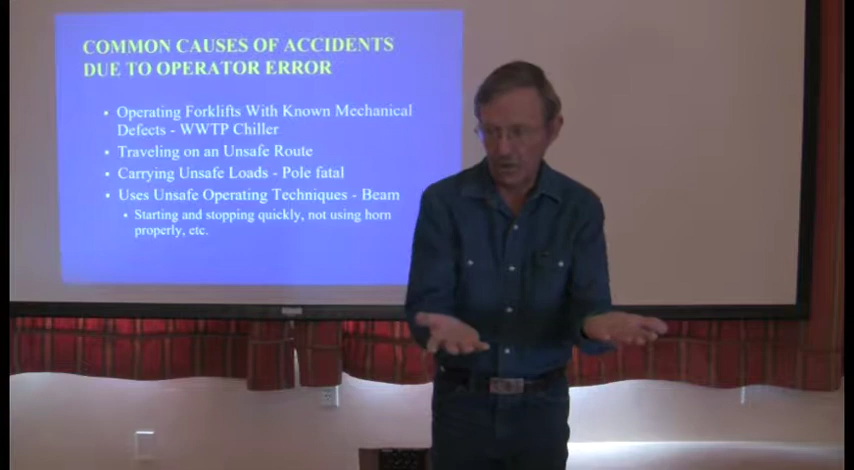 COMMON CAUSES OF ACCIDENTS
DUE TO OPERATOR ERROR
• Operating Forklifts With Known Mechanical
Defects - WWTP Chiller
• Traveling on an Unsafe Route
• Carrying Unsafe Loads - Pole fatal
• Uses Unsafe Operating Techniques - Beam
• Starting and stopping quickly, not using horn
properly, etc.